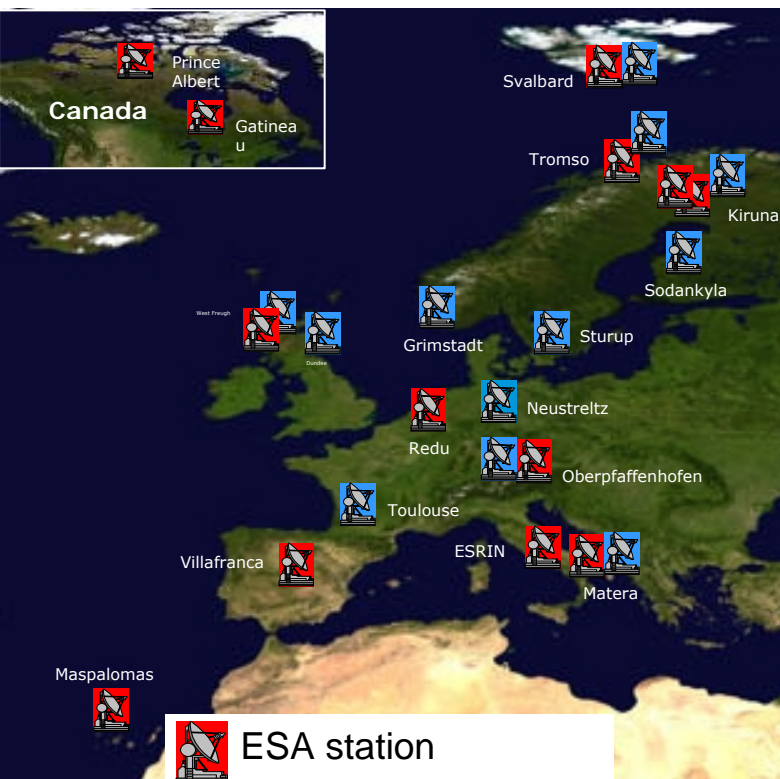 Prince
Albert
Canada
Gatinea
u
Svalbard
Tromso
Kiruna
Sodankyla
West Freugh
Grimstadt
Sturup
Dundee
Neustreltz
Redu
Oberpfaffenhofen
Toulouse
ESRIN
Villafranca
Matera
Maspalomas
ESA station